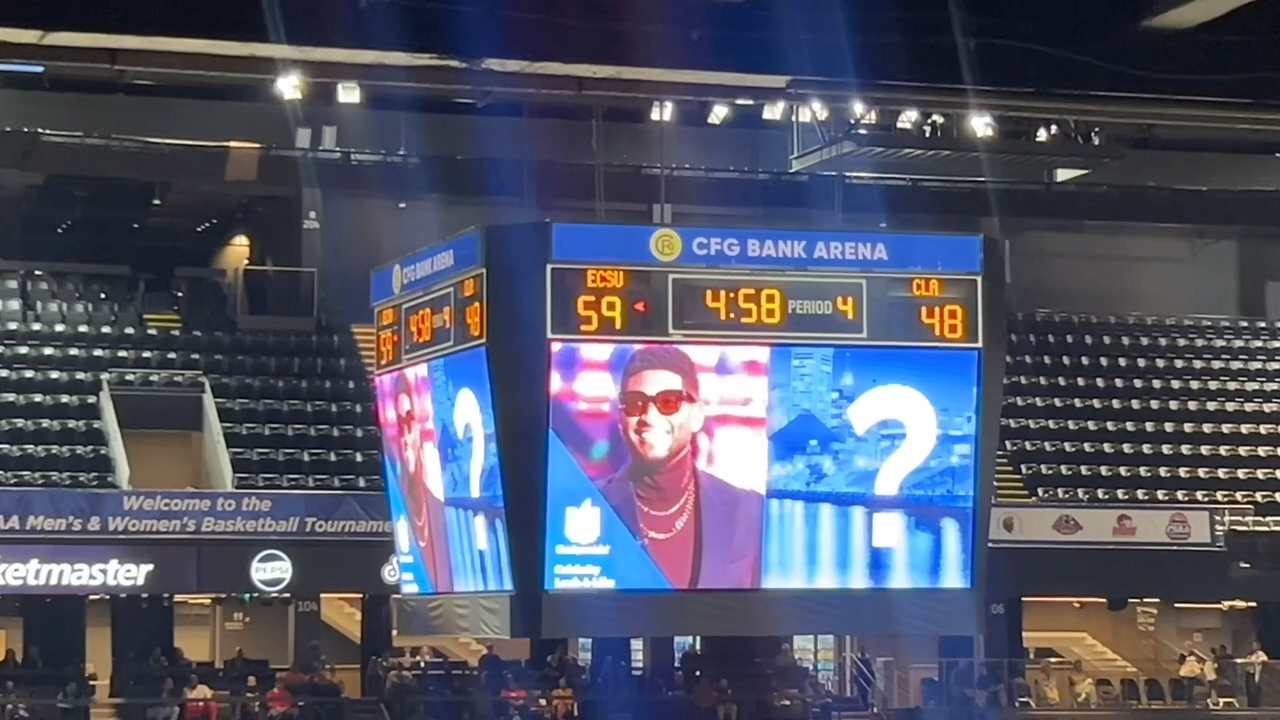 CFG BANK ARENA
ECSU
59
4:58 PERIOD 4
CLA
48
CFG BANK ARENA
59
4:58
4
48
Welcome to the
AA Men's & Women's Basketball Tourname
ketmaster
PEPSI
104
06